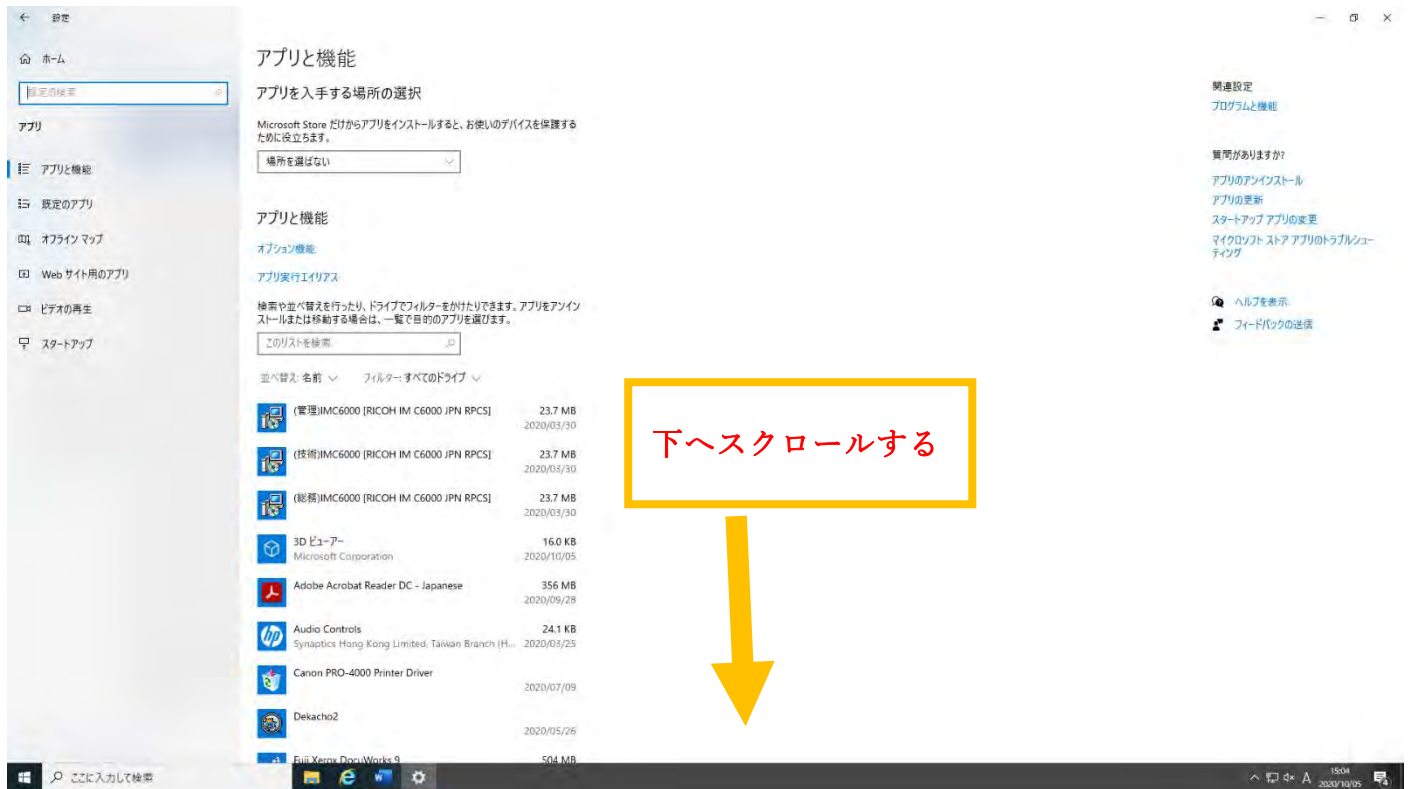 設定
ホーム
設定の検索
アプリ
アプリと機能
既定のアプリ
オフライン マップ
Web サイト用のアプリ
ビデオの再生
スタートアップ
アプリと機能
アプリを入手する場所の選択
Microsoft Store だけからアプリをインストールすると、お使いのデバイスを保護する
ために役立ちます。
場所を選ばない
アプリと機能
オプション機能
アプリ実行エイリアス
検索や並べ替えを行ったり、ドライブでフィルターをかけたりできます。アプリをアンイン
ストールまたは移動する場合は、一覧で目的のアプリを選びます。
このリストを検索
並べ替え: 名前 フィルター: すべてのドライブ
(管理)IMC6000 [RICOH IM C6000 JPN RPCS] 23.7 MB
2020/03/30
(技術)IMC6000 [RICOH IM C6000 JPN RPCS] 23.7 MB
2020/03/30
(総務)IMC6000 [RICOH IM C6000 JPN RPCS] 23.7 MB
2020/03/30
3D ビューアー 16.0 KB
Microsoft Corporation 2020/10/05
Adobe Acrobat Reader DC - Japanese 356 MB
2020/09/28
Audio Controls 24.1 KB
Synaptics Hong Kong Limited, Taiwan Branch (H... 2020/03/25
Canon PRO-4000 Printer Driver
2020/07/09
Dekacho2
2020/05/26
Fuji Xerox DocuWorks 9 504 MB
下へスクロールする
関連設定
プログラムと機能
質問がありますか?
アプリのアンインストール
アプリの更新
スタートアップ アプリの変更
マイクロソフト ストア アプリのトラブルシュー
ティング
ヘルプを表示
フィードバックの送信
ここに入力して検索
A
15:04
2020/10/05
4